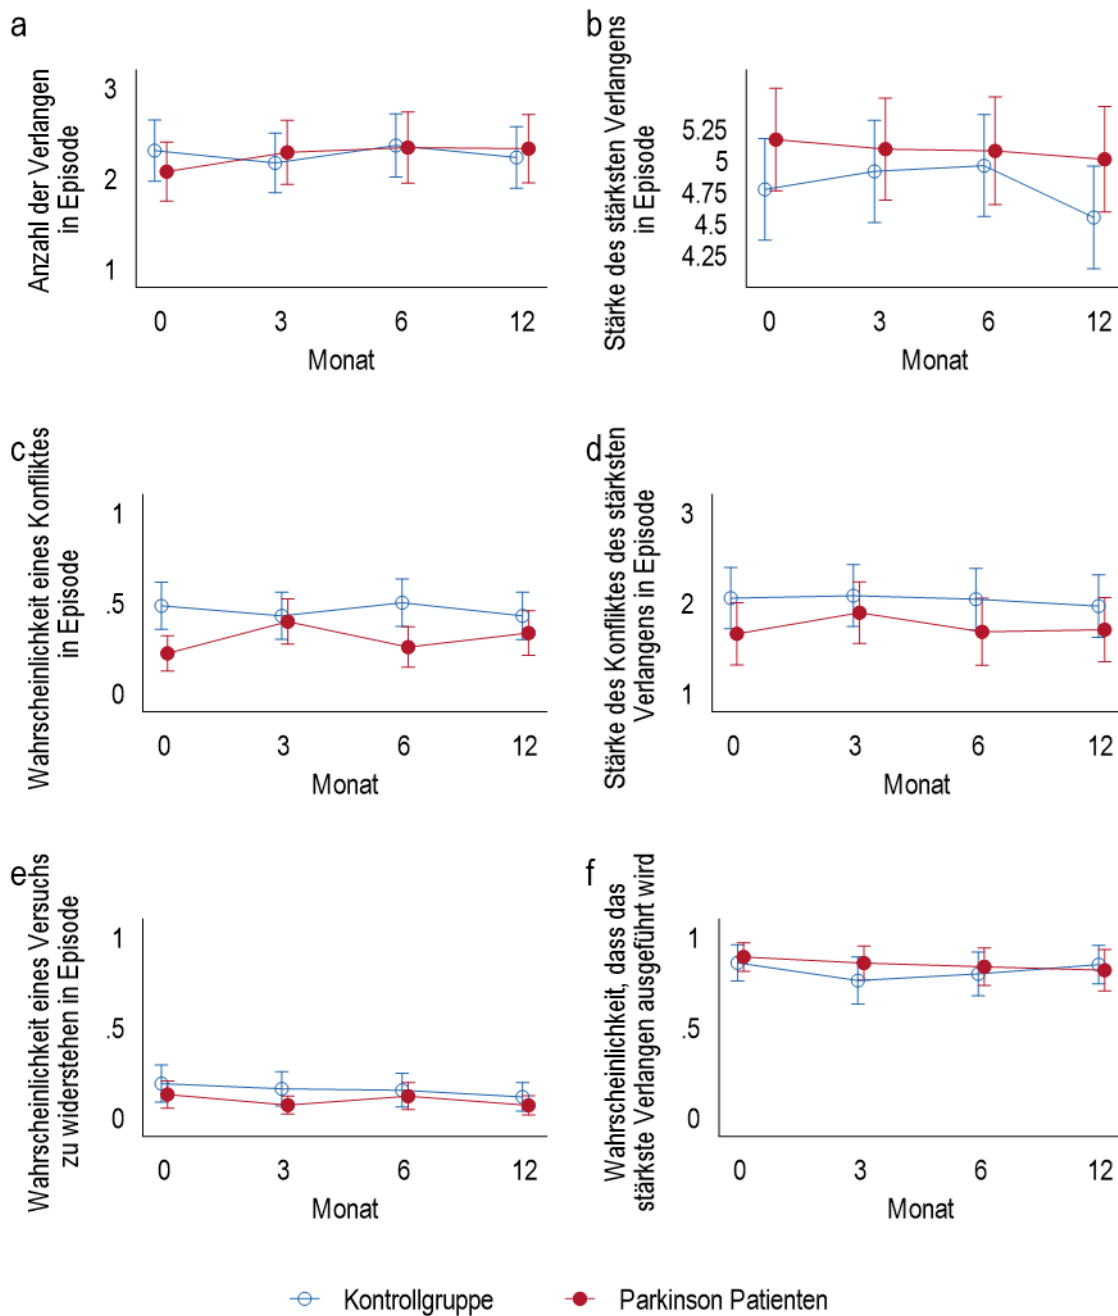 a
Anzahl der Verlangen
in Episode
3
2
1
0 3 6 12
Monat
b
Stärke des stärksten Verlangens
in Episode
5.25
5
4.75
4.5
4.25
0 3 6 12
Monat
c
Wahrscheinlichkeit eines Konfliktes
in Episode
1
.5
0
0 3 6 12
Monat
d
Stärke des Konfliktes des stärksten
Verlangens in Episode
3
2
1
0 3 6 12
Monat
e
Wahrscheinlichkeit eines Versuchs
zu widerstehen in Episode
1
.5
0
0 3 6 12
Monat
f
Wahrscheinlichkeit, dass das
stärkste Verlangen ausgeführt wird
1
.5
0
0 3 6 12
Monat
Kontrollgruppe Parkinson Patienten